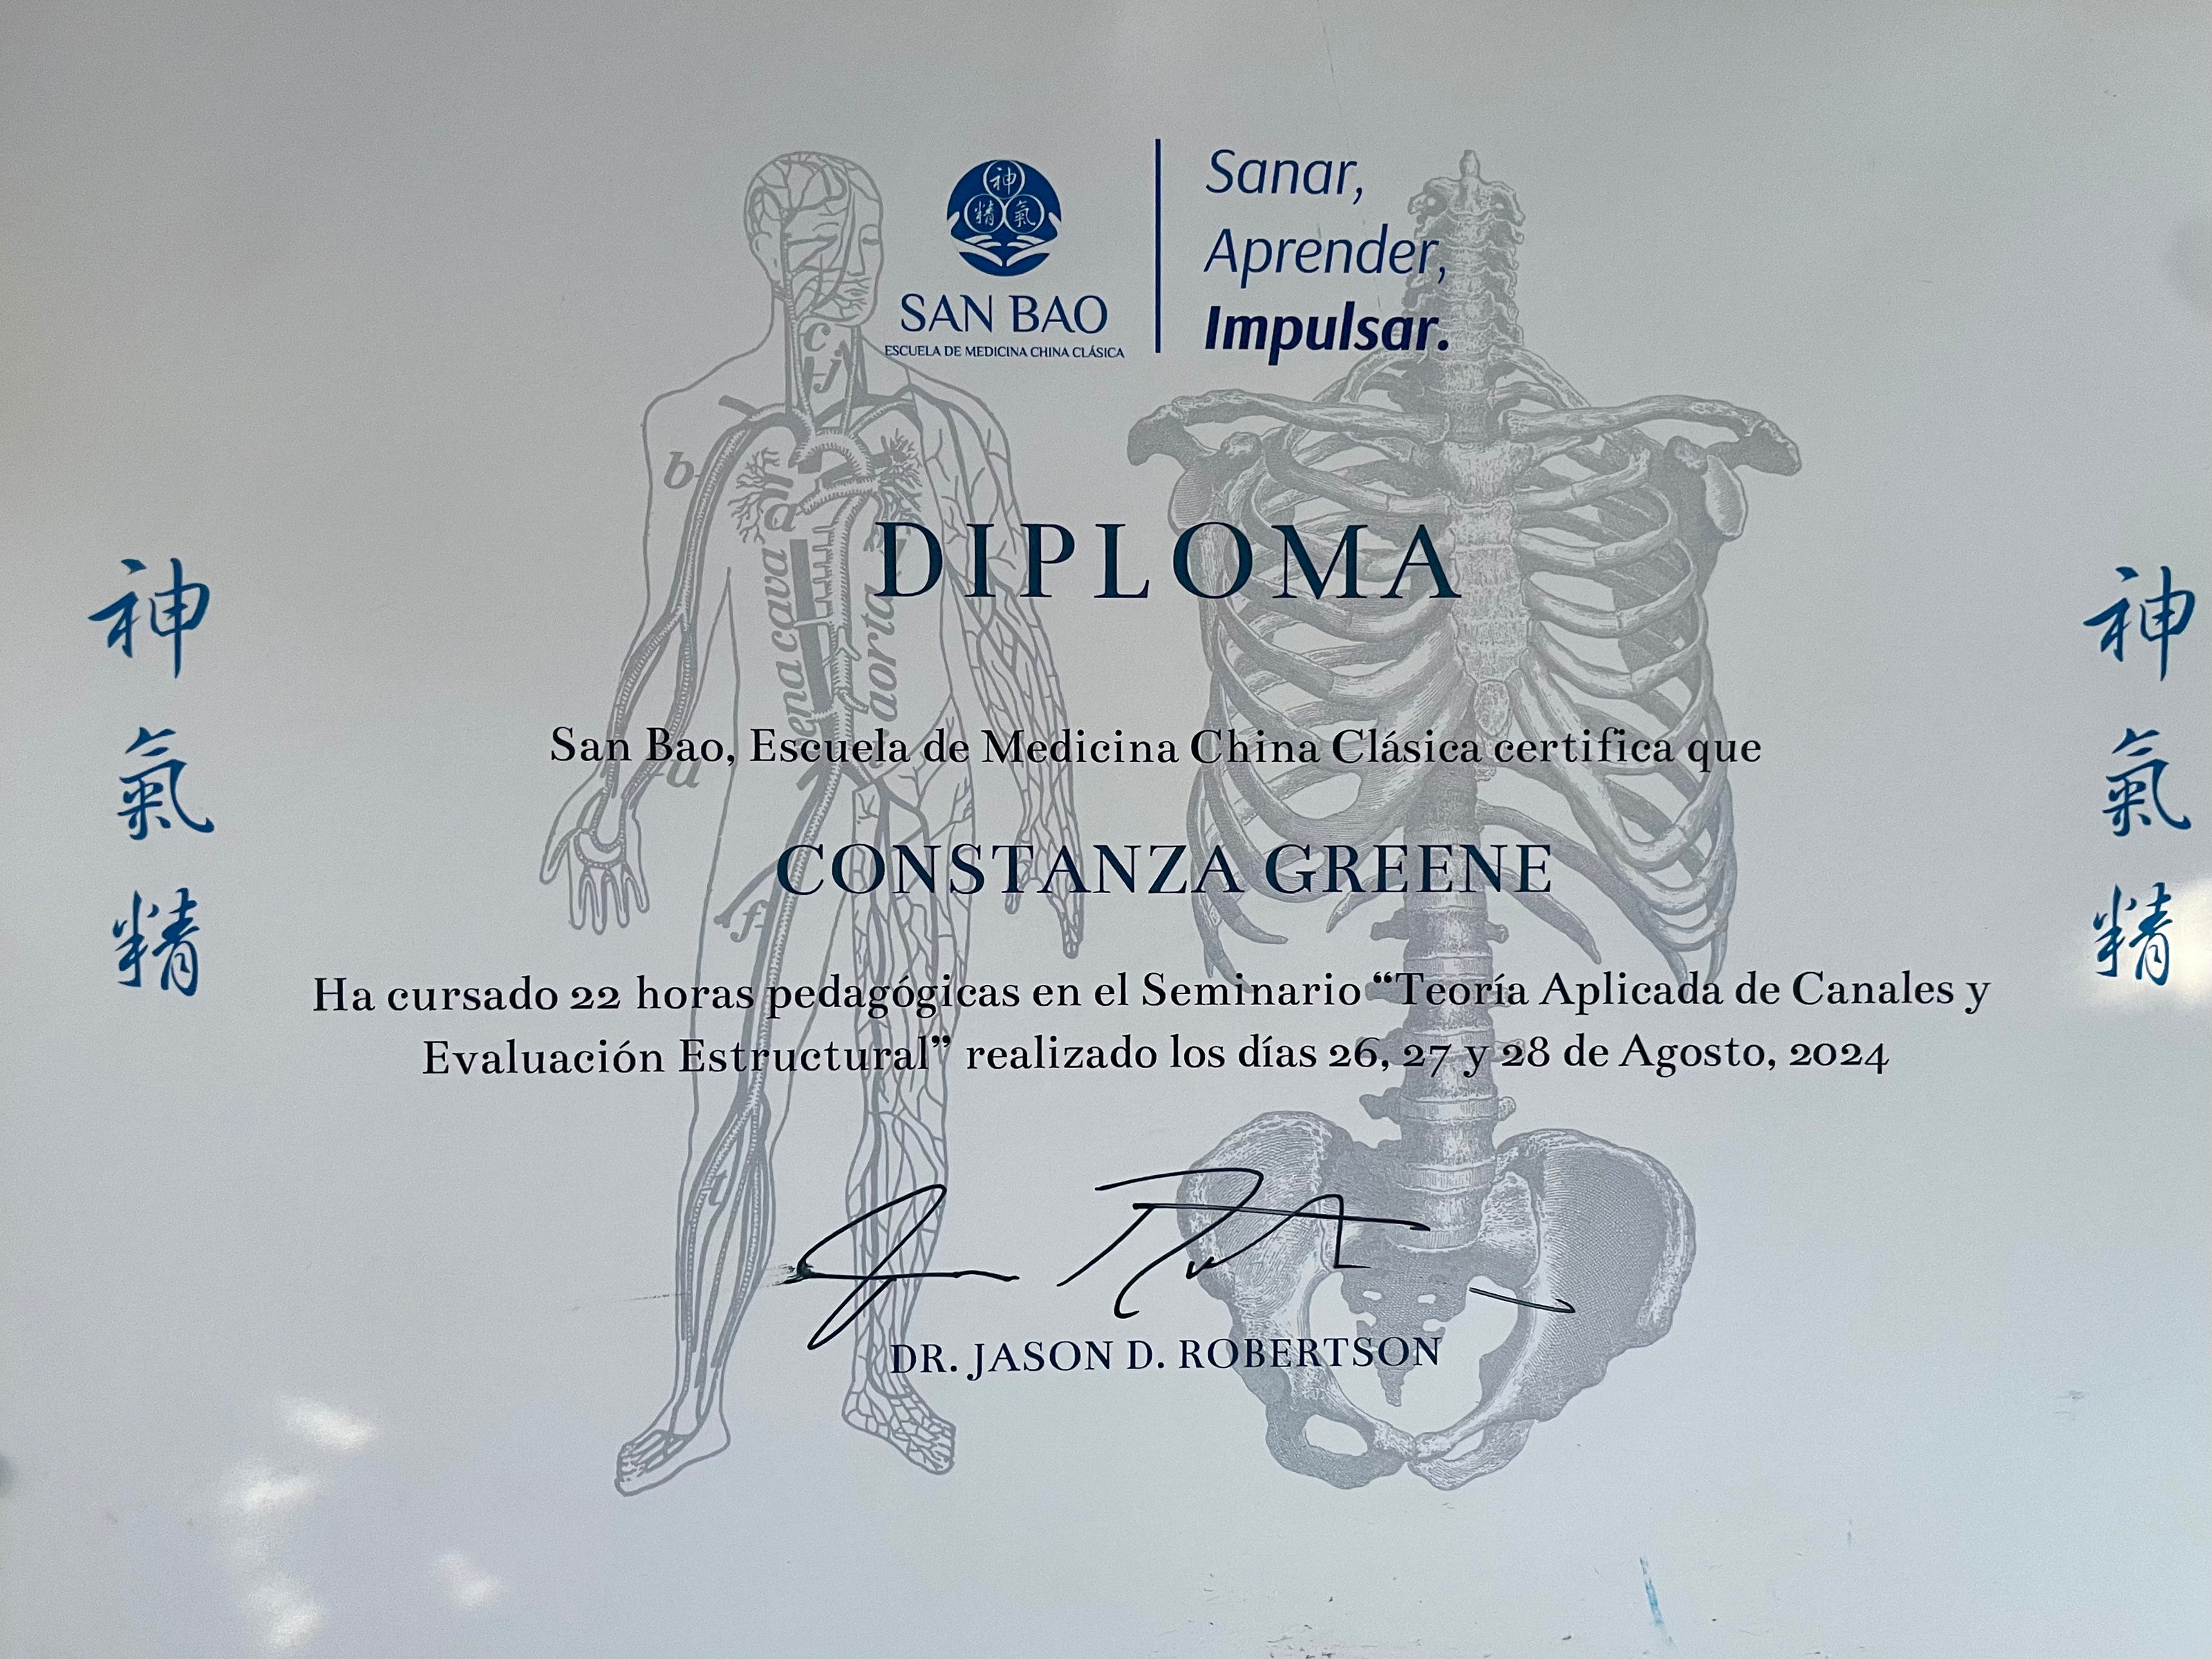 神
精 氣
SAN BAO
ESCUELA DE MEDICINA CHINA CLÁSICA
Sanar,
Aprender,
Impulsar.
DIPLOMA
San Bao, Escuela de Medicina China Clásica certifica que
CONSTANZA GREENE
Ha cursado 22 horas pedagógicas en el Seminario “Teoría Aplicada de Canales y
Evaluación Estructural” realizado los días 26, 27 y 28 de Agosto, 2024
DR. JASON D. ROBERTSON
神
氣
精
神
氣
精
b
c
j
d
aorta
f
t